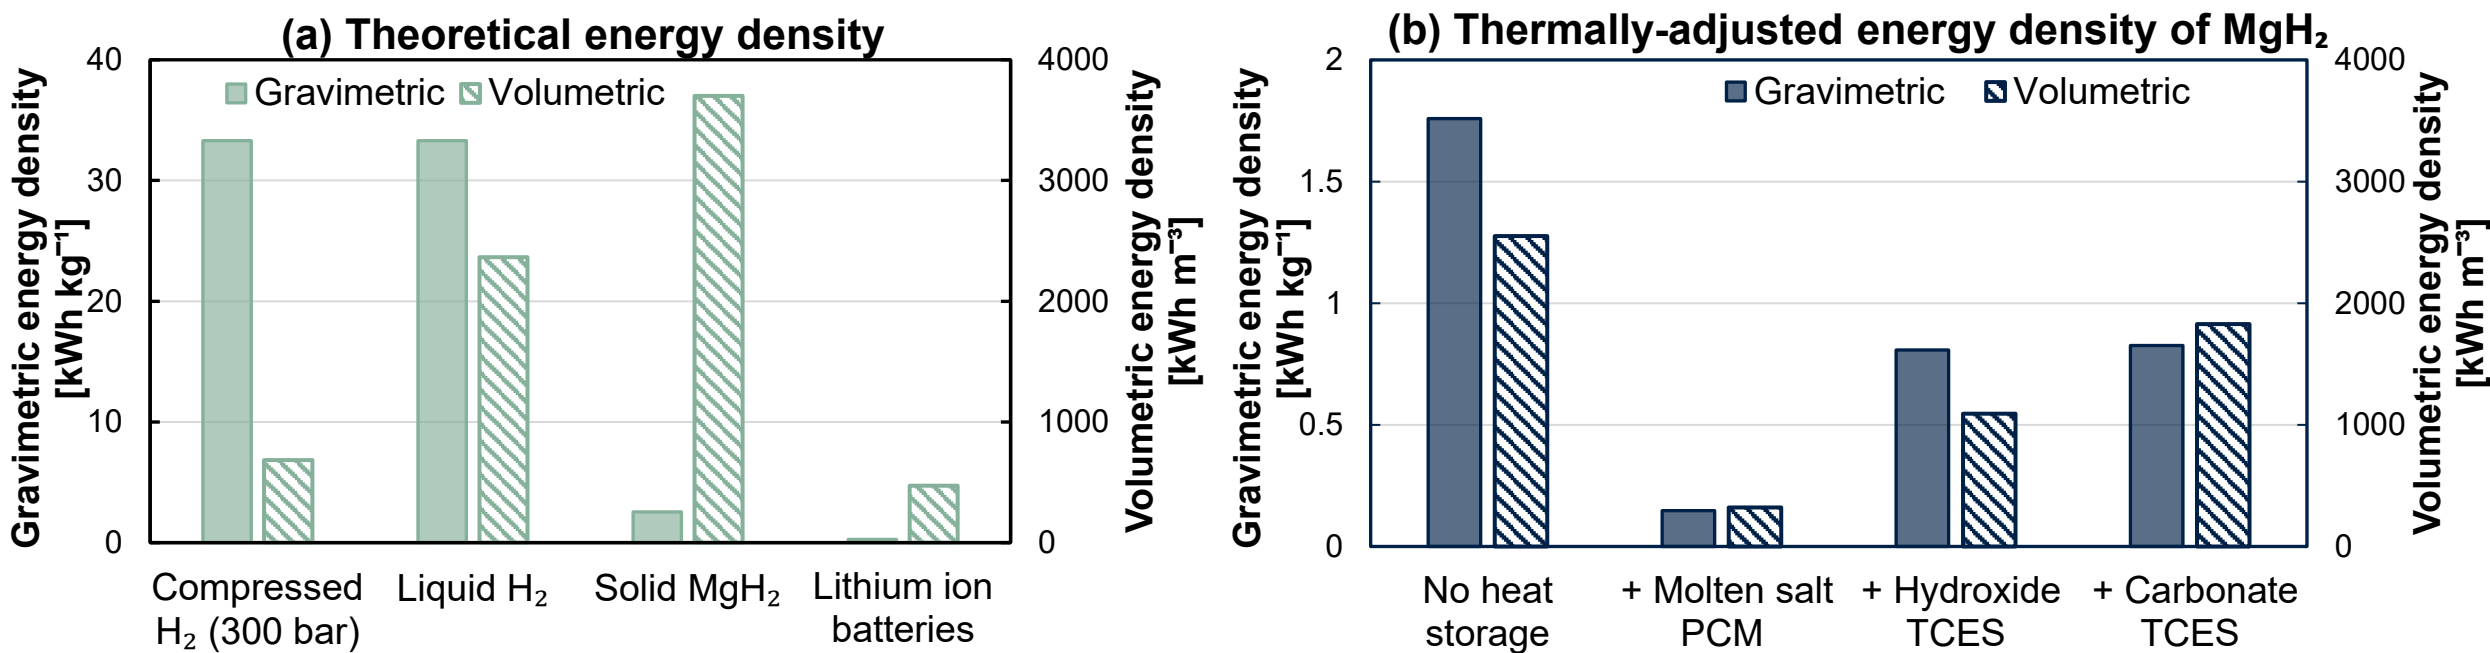 (a) Theoretical energy density
Gravimetric energy density
[kWh kg⁻¹]
40
30
20
10
0
Gravimetric
Volumetric
4000
3000
2000
1000
0
Volumetric energy density
[kWh m⁻³]
Compressed
H₂ (300 bar)
Liquid H₂
Solid MgH₂
Lithium ion
batteries
(b) Thermally-adjusted energy density of MgH₂
Gravimetric energy density
[kWh kg⁻¹]
2
1.5
1
0.5
0
Gravimetric
Volumetric
4000
3000
2000
1000
0
Volumetric energy density
[kWh m⁻³]
No heat
storage
+ Molten salt
PCM
+ Hydroxide
TCES
+ Carbonate
TCES